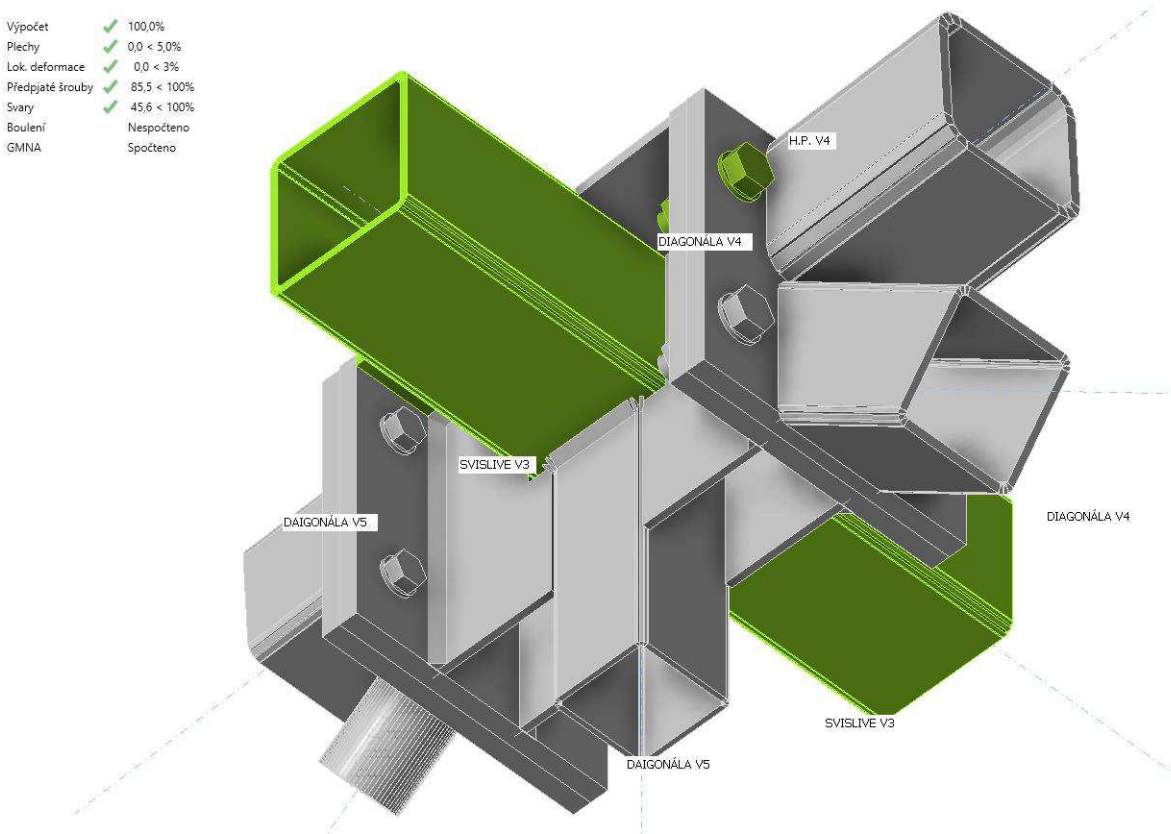 Výpočet 100,0%
Plechy 0,0 < 5,0%
Lok. deformace 0,0 < 3%
Předpjaté šrouby 85,5 < 100%
Svary 45,6 < 100%
Boulení Nespočteno
GMNA Spočteno
H.P. V4
DIAGONÁLA V4
SVISLIVE V3
DAIGONÁLA V5
DIAGONÁLA V4
SVISLIVE V3
DAIGONÁLA V5